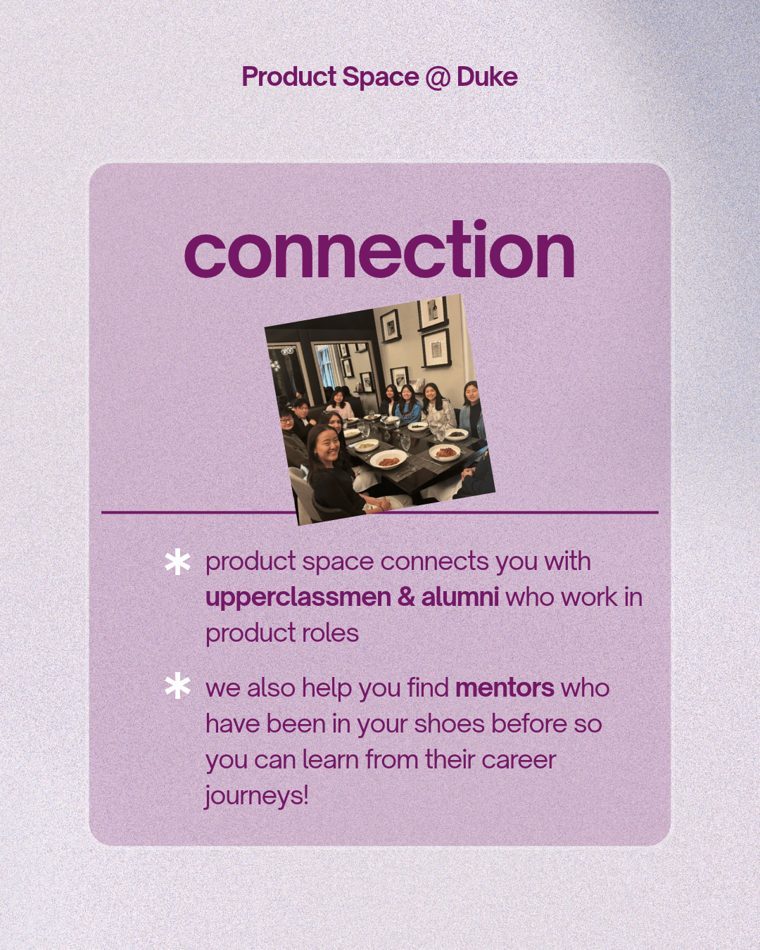 Product Space @ Duke
connection
product space connects you with
upperclassmen & alumni who work in
product roles
we also help you find mentors who
have been in your shoes before so
you can learn from their career
journeys!